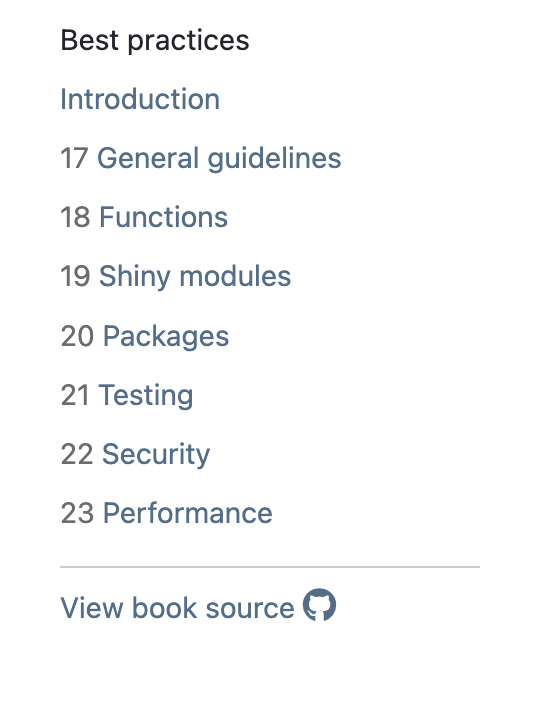 Best practices
Introduction
17 General guidelines
18 Functions
19 Shiny modules
20 Packages
21 Testing
22 Security
23 Performance
View book source